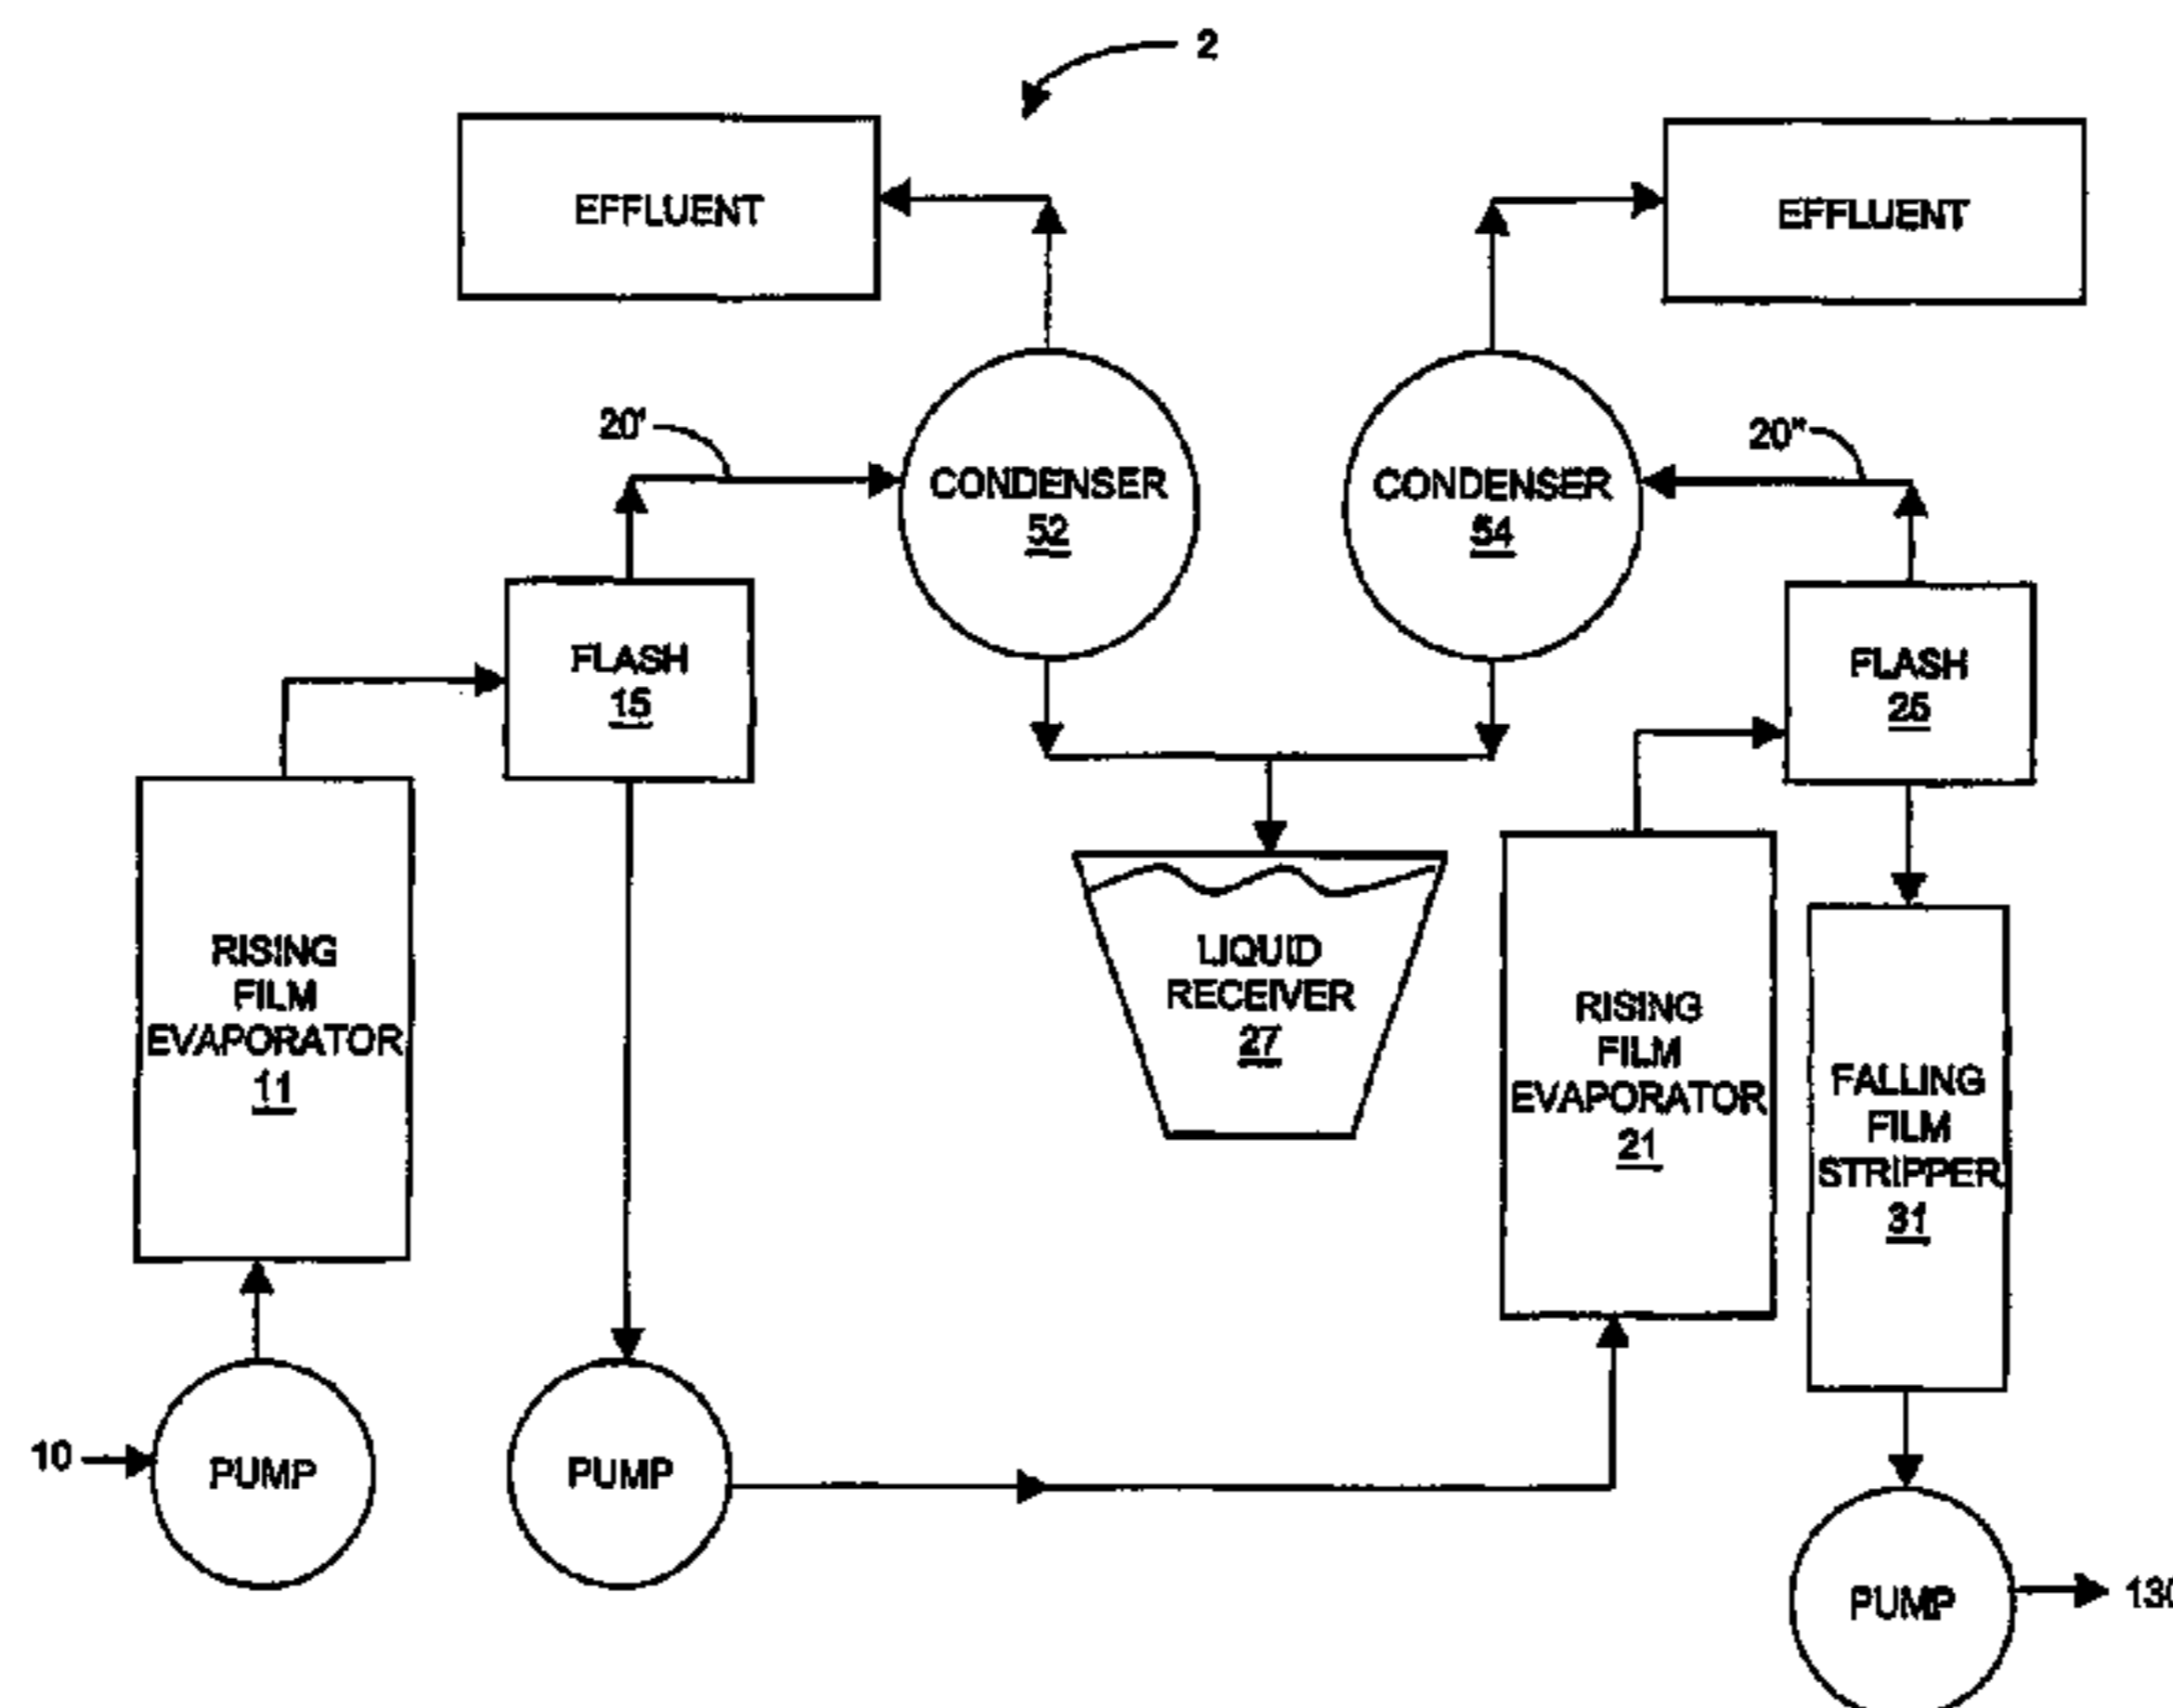 2
EFFLUENT
EFFLUENT
20'
20"
CONDENSER
52
CONDENSER
54
FLASH
15
FLASH
25
RISING
FILM
EVAPORATOR
11
LIQUID
RECEIVER
27
RISING
FILM
EVAPORATOR
21
FALLING
FILM
STRIPPER
31
10
PUMP
PUMP
PUMP
130